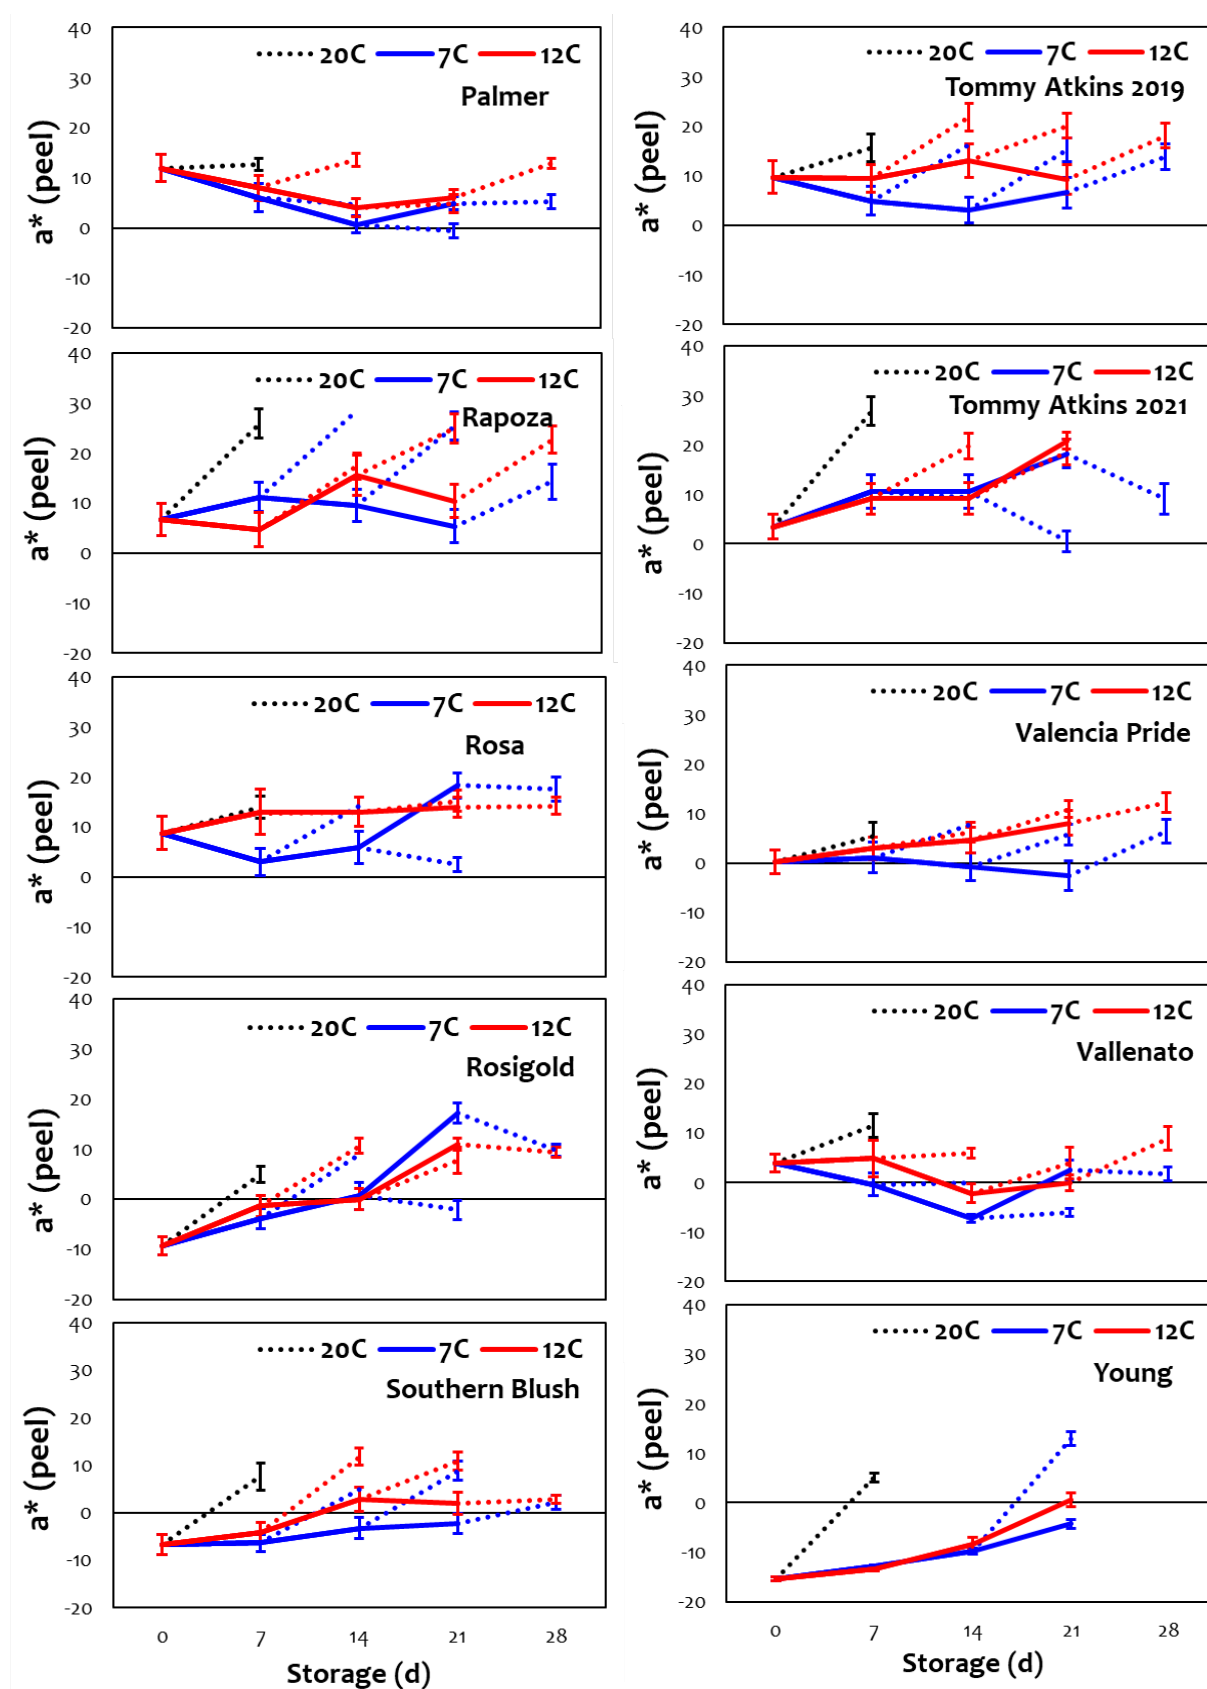 40
30
20
10
0
-10
-20
a* (peel)
20C 7C 12C
Palmer
40
30
20
10
0
-10
-20
a* (peel)
20C 7C 12C
Tommy Atkins 2019
40
30
20
10
0
-10
-20
a* (peel)
20C 7C 12C
Rapoza
40
30
20
10
0
-10
-20
a* (peel)
20C 7C 12C
Tommy Atkins 2021
40
30
20
10
0
-10
-20
a* (peel)
20C 7C 12C
Rosa
40
30
20
10
0
-10
-20
a* (peel)
20C 7C 12C
Valencia Pride
40
30
20
10
0
-10
-20
a* (peel)
20C 7C 12C
Rosigold
40
30
20
10
0
-10
-20
a* (peel)
20C 7C 12C
Vallenato
40
30
20
10
0
-10
-20
a* (peel)
20C 7C 12C
Southern Blush
0 7 14 21 28
Storage (d)
40
30
20
10
0
-10
-20
a* (peel)
20C 7C 12C
Young
0 7 14 21 28
Storage (d)